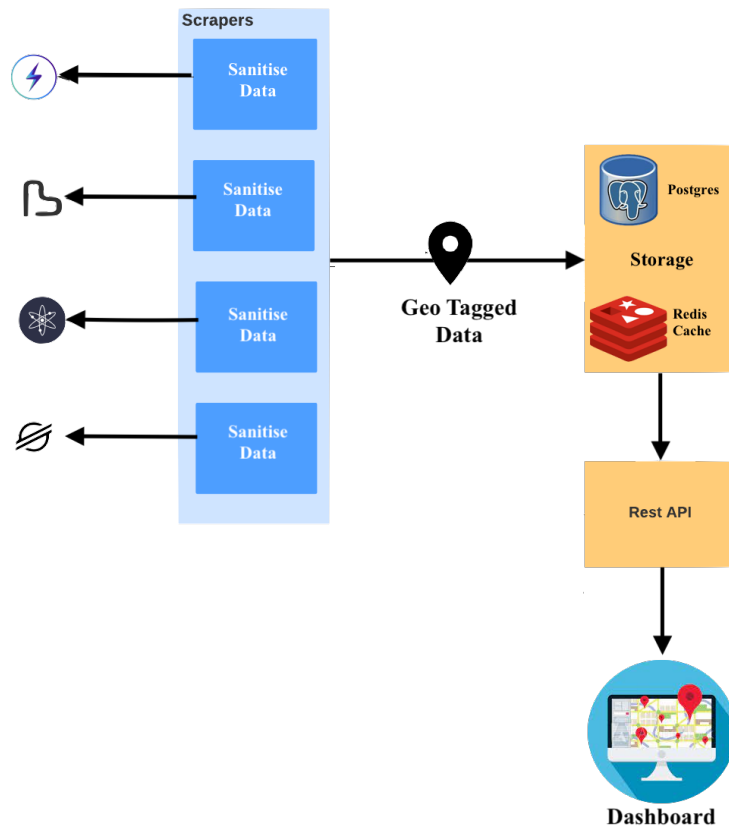 Scrapers
Sanitise
Data
Sanitise
Data
Sanitise
Data
Sanitise
Data
Geo Tagged
Data
Postgres
Storage
Redis
Cache
Rest API
Dashboard